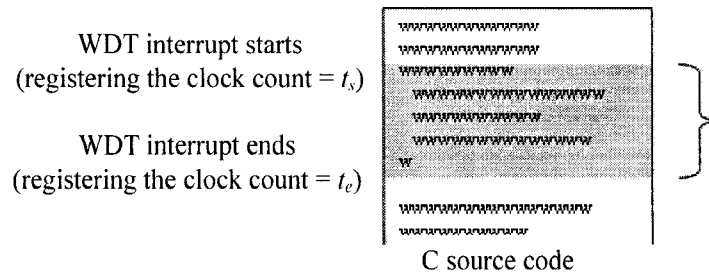 WDT interrupt starts
(registering the clock count = tₛ)
WDT interrupt ends
(registering the clock count = tₑ)
C source code